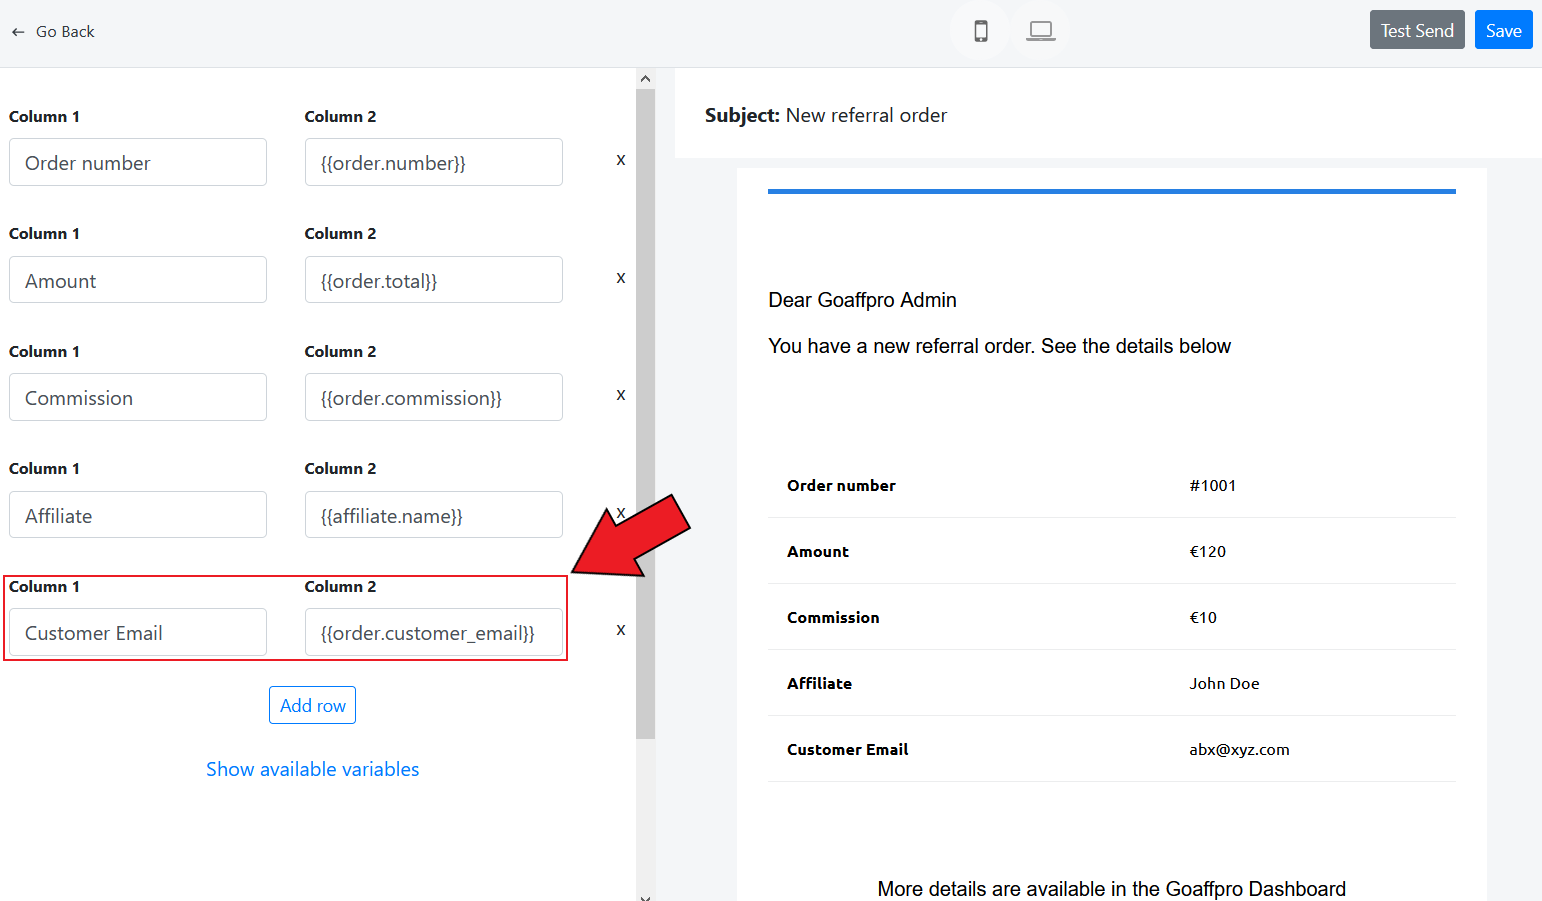 Go Back
Test Send
Save
Column 1 Column 2
Order number {{order.number}} x
Column 1 Column 2
Amount {{order.total}} x
Column 1 Column 2
Commission {{order.commission}} x
Column 1 Column 2
Affiliate {{affiliate.name}} x
Column 1 Column 2
Customer Email {{order.customer_email}} x
Add row
Show available variables
Subject: New referral order
Dear Goaffpro Admin
You have a new referral order. See the details below
Order number #1001
Amount €120
Commission €10
Affiliate John Doe
Customer Email abx@xyz.com
More details are available in the Goaffpro Dashboard